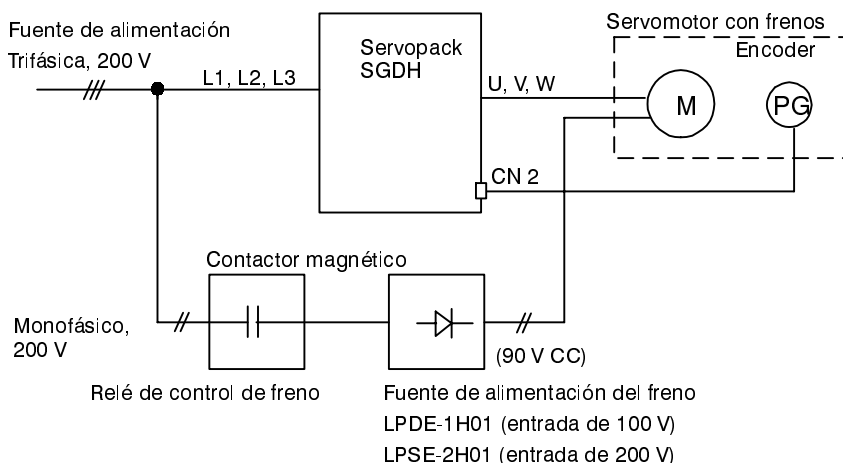 Fuente de alimentación
Trifásica, 200 V
L1, L2, L3
Servopack
SGDH
U, V, W
CN 2
Servomotor con frenos
Encoder
M
PG
Contactor magnético
Monofásico,
200 V
(90 V CC)
Relé de control de freno
Fuente de alimentación del freno
LPDE-1H01 (entrada de 100 V)
LPSE-2H01 (entrada de 200 V)